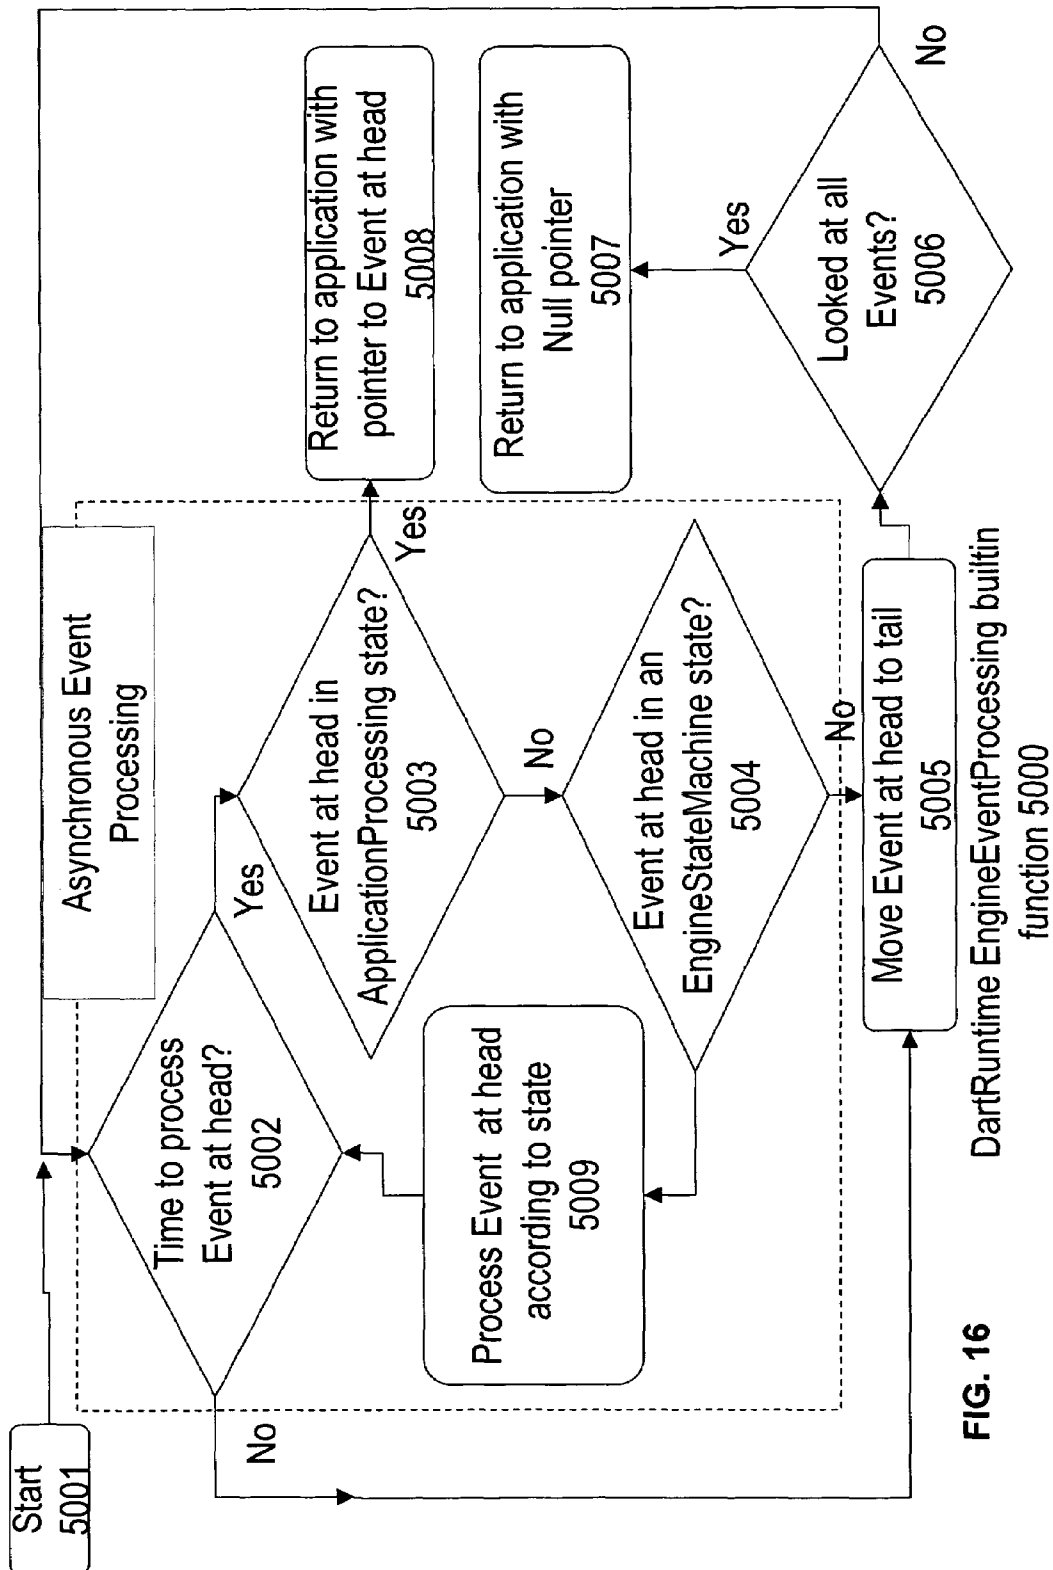 Start
5001
Asynchronous Event
Processing
Time to process
Event at head?
5002
Yes
No
Event at head in
ApplicationProcessing state?
5003
Yes
No
Return to application with
pointer to Event at head
5008
Process Event at head
according to state
5009
Event at head in an
EngineStateMachine state?
5004
No
Return to application with
Null pointer
5007
Move Event at head to tail
5005
Looked at all
Events?
5006
Yes
No
DartRuntime EngineEventProcessing builtin
function 5000
FIG. 16